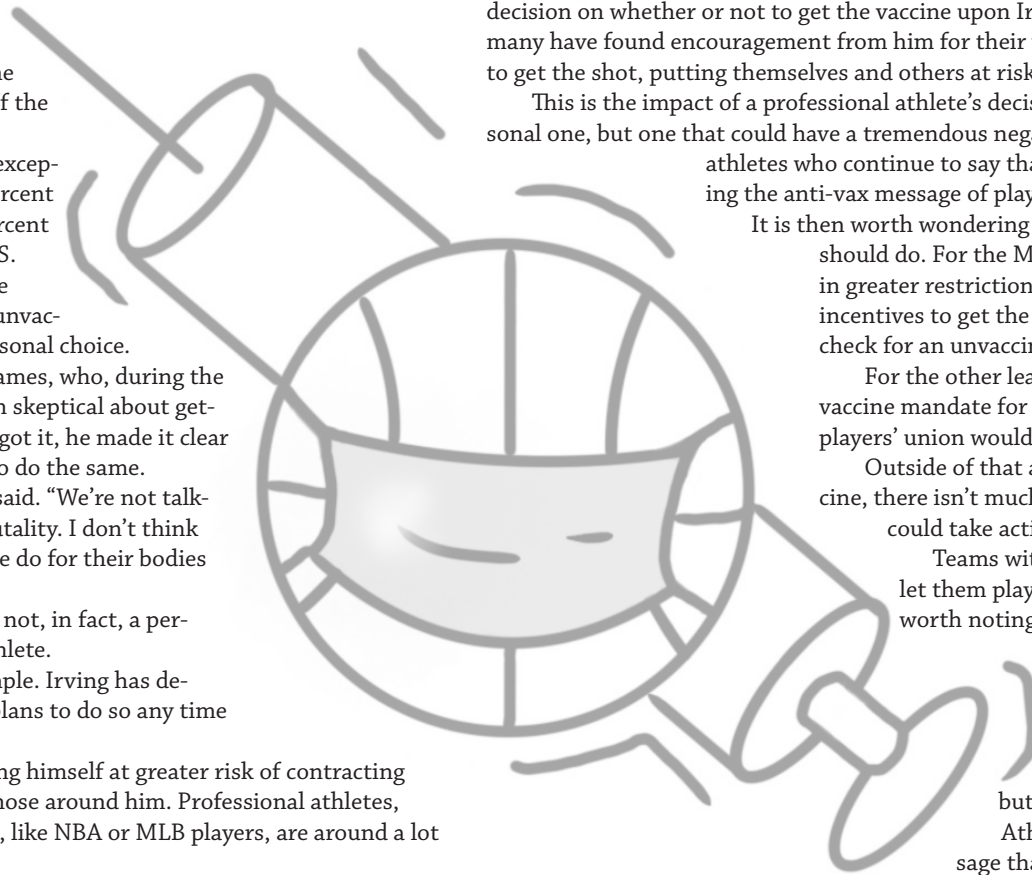 ne
f the
excep-
rcent
rcent
S.
e
unvac-
sonal choice.
ames, who, during the
n skeptical about get-
got it, he made it clear
o do the same.
said. “We’re not talk-
utality. I don’t think
e do for their bodies
not, in fact, a per-
hlete.
ple. Irving has de-
plans to do so any time
ng himself at greater risk of contracting
hose around him. Professional athletes,
, like NBA or MLB players, are around a lot
decision on whether or not to get the vaccine upon Ir
many have found encouragement from him for their
to get the shot, putting themselves and others at risk
This is the impact of a professional athlete’s decis
sonal one, but one that could have a tremendous neg
athletes who continue to say tha
ing the anti-vax message of play
It is then worth wondering
should do. For the M
in greater restriction
incentives to get the
check for an unvaccin
For the other lea
vaccine mandate for
players’ union would
Outside of that a
cine, there isn’t much
could take acti
Teams wit
let them play
worth noting
but
Ath
sage tha